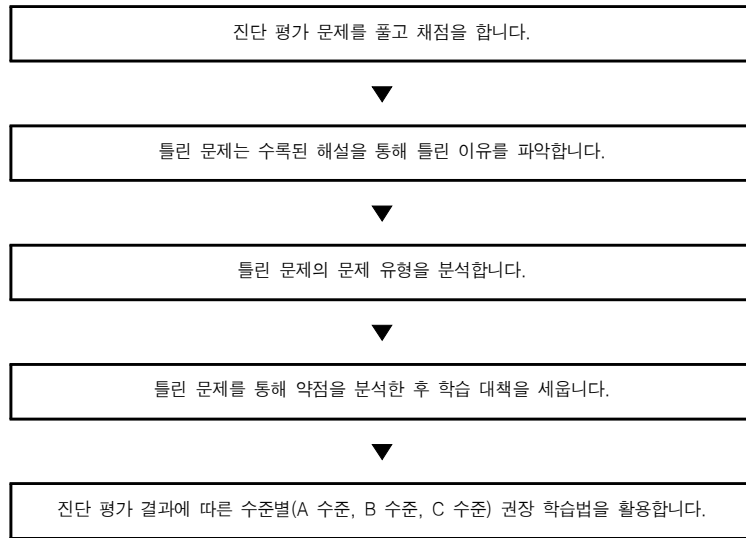 진단 평가 문제를 풀고 채점을 합니다.
틀린 문제는 수록된 해설을 통해 틀린 이유를 파악합니다.
틀린 문제의 문제 유형을 분석합니다.
틀린 문제를 통해 약점을 분석한 후 학습 대책을 세웁니다.
진단 평가 결과에 따른 수준별(A 수준, B 수준, C 수준) 권장 학습법을 활용합니다.